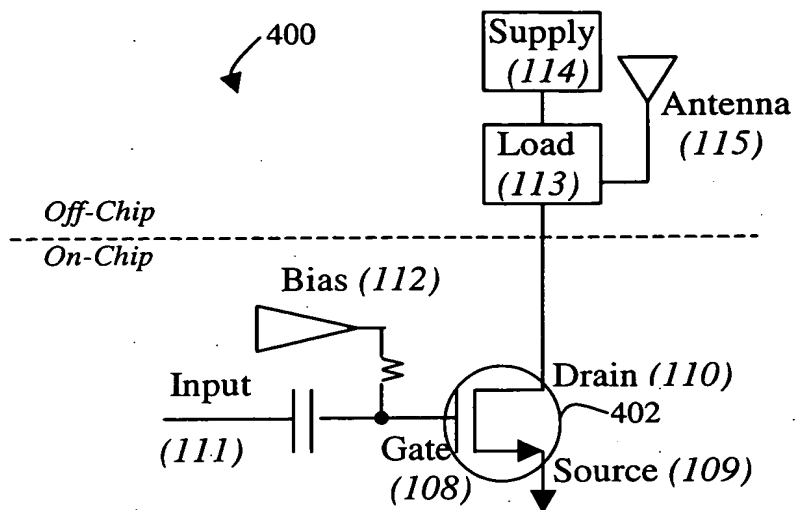 400
Supply
(114)
Antenna
(115)
Load
(113)
Off-Chip
On-Chip
Bias (112)
Input
(111)
Drain (110)
402
Gate
(108)
Source (109)